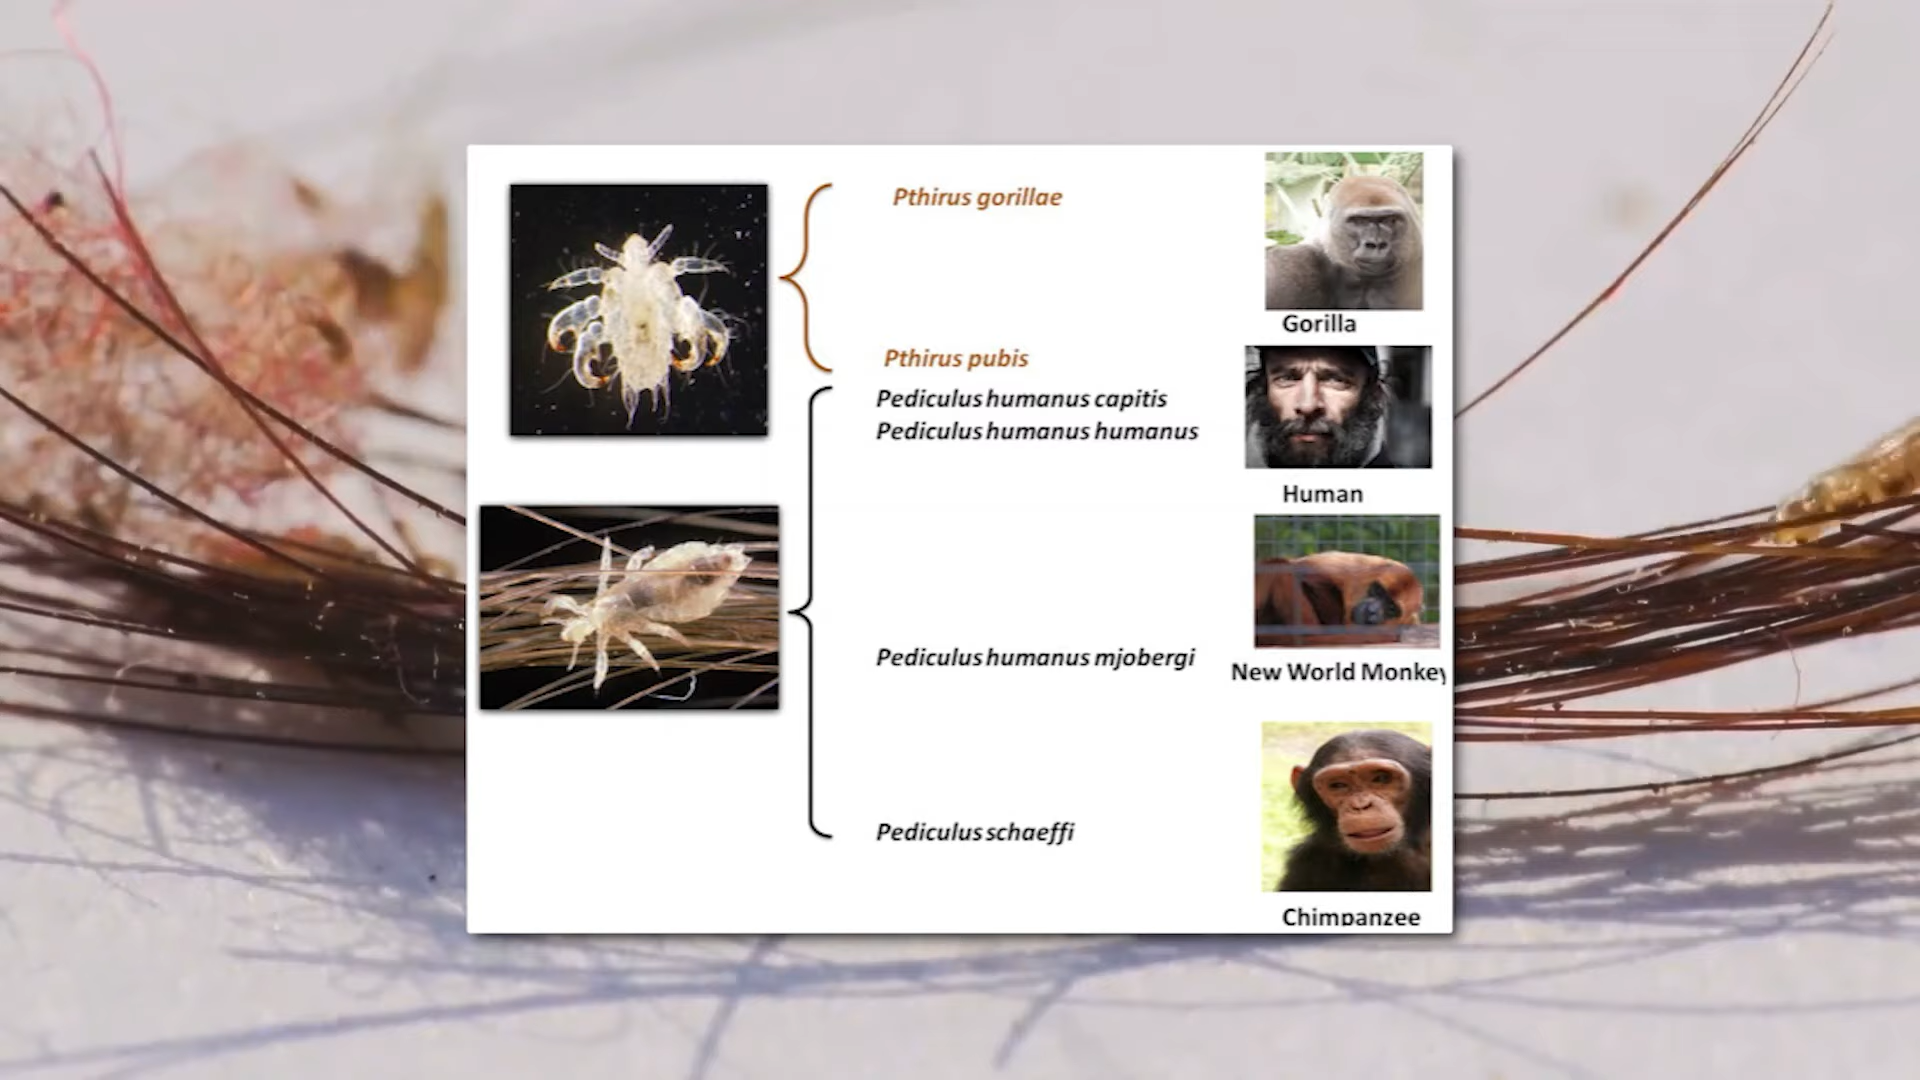 Pthirus gorillae
Gorilla
Pthirus pubis
Pediculus humanus capitis
Pediculus humanus humanus
Human
Pediculus humanus mjobergi
New World Monkey
Pediculus schaeffi
Chimpanzee